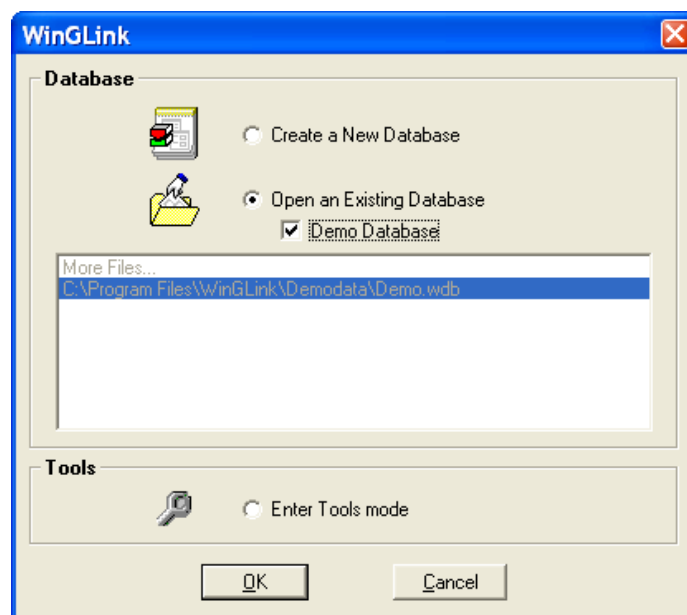 WinGLink
Database
Create a New Database
Open an Existing Database
Demo Database
More Files...
C:\Program Files\WinGLink\Demodata\Demo.wdb
Tools
Enter Tools mode
OK
Cancel